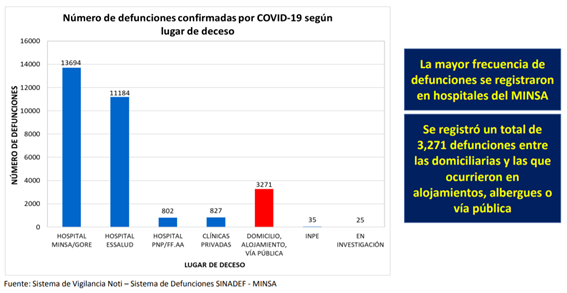 Número de defunciones confirmadas por COVID-19 según
lugar de deceso
NÚMERO DE DEFUNCIONES
16000
14000
12000
10000
8000
6000
4000
2000
0
13694
11184
802
827
3271
35
25
HOSPITAL
MINSA/GORE
HOSPITAL
ESSALUD
HOSPITAL
PNP/FF.AA
CLÍNICAS
PRIVADAS
DOMICILIO,
ALOJAMIENTO,
VÍA PÚBLICA
INPE
EN
INVESTIGACIÓN
LUGAR DE DECESO
La mayor frecuencia de
defunciones se registraron
en hospitales del MINSA
Se registró un total de
3,271 defunciones entre
las domiciliarias y las que
ocurrieron en
alojamientos, albergues o
vía pública
Fuente: Sistema de Vigilancia Noti – Sistema de Defunciones SINADEF - MINSA